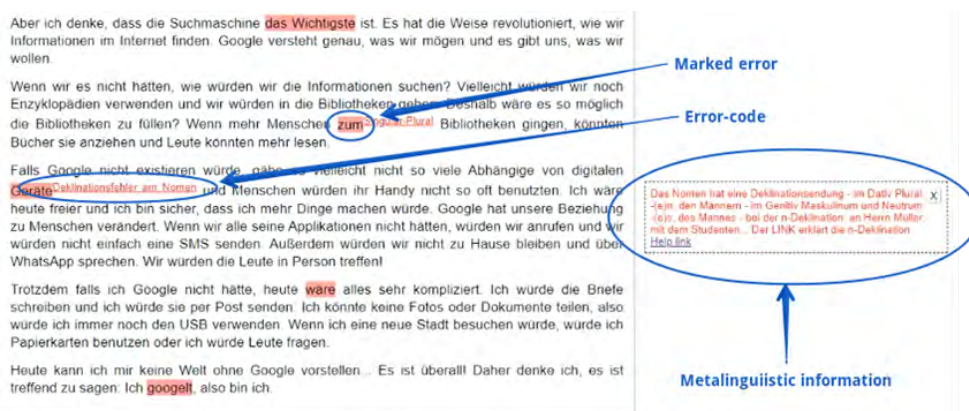 Aber ich denke, dass die Suchmaschine das Wichtigste ist. Es hat die Weise revolutioniert, wie wir
Informationen im Internet finden. Google versteht genau, was wir mögen und es gibt uns, was wir
wollen.
Wenn wir es nicht hätten, wie würden wir die Informationen suchen? Vielleicht würden wir noch
Enzyklopädien verwenden und wir würden in die Bibliotheken gehen. Deshalb wäre es so möglich
die Bibliotheken zu füllen? Wenn mehr Menschen zum Singular-Plural Bibliotheken gingen, könnten
Bücher sie anziehen und Leute könnten mehr lesen.
Falls Google nicht existieren würde, gäbe es vielleicht nicht so viele Abhängige von digitalen
Geräte Deklinationsfehler am Nomen und Menschen würden ihr Handy nicht so oft benutzten. Ich wäre
heute freier und ich bin sicher, dass ich mehr Dinge machen würde. Google hat unsere Beziehung
zu Menschen verändert. Wenn wir alle seine Applikationen nicht hätten, würden wir anrufen und wir
würden nicht einfach eine SMS senden. Außerdem würden wir nicht zu Hause bleiben und über
WhatsApp sprechen. Wir würden die Leute in Person treffen!
Trotzdem falls ich Google nicht hätte, heute wäre alles sehr kompliziert. Ich würde die Briefe
schreiben und ich würde sie per Post senden. Ich könnte keine Fotos oder Dokumente teilen, also
würde ich immer noch den USB verwenden. Wenn ich eine neue Stadt besuchen würde, würde ich
Papierkarten benutzen oder ich würde Leute fragen.
Heute kann ich mir keine Welt ohne Google vorstellen... Es ist überall! Daher denke ich, es ist
treffend zu sagen: Ich googelt, also bin ich.
Marked error
Error-code
Das Nomen hat eine Deklinationsendung - im Dativ Plural X
-(e)n: den Männern - im Genitiv Maskulinum und Neutrum
-(e)s: des Mannes - bei der n-Deklination: an Herrn Müller,
mit dem Studenten... Der LINK erklärt die n-Deklination
Help link
Metalinguiistic information